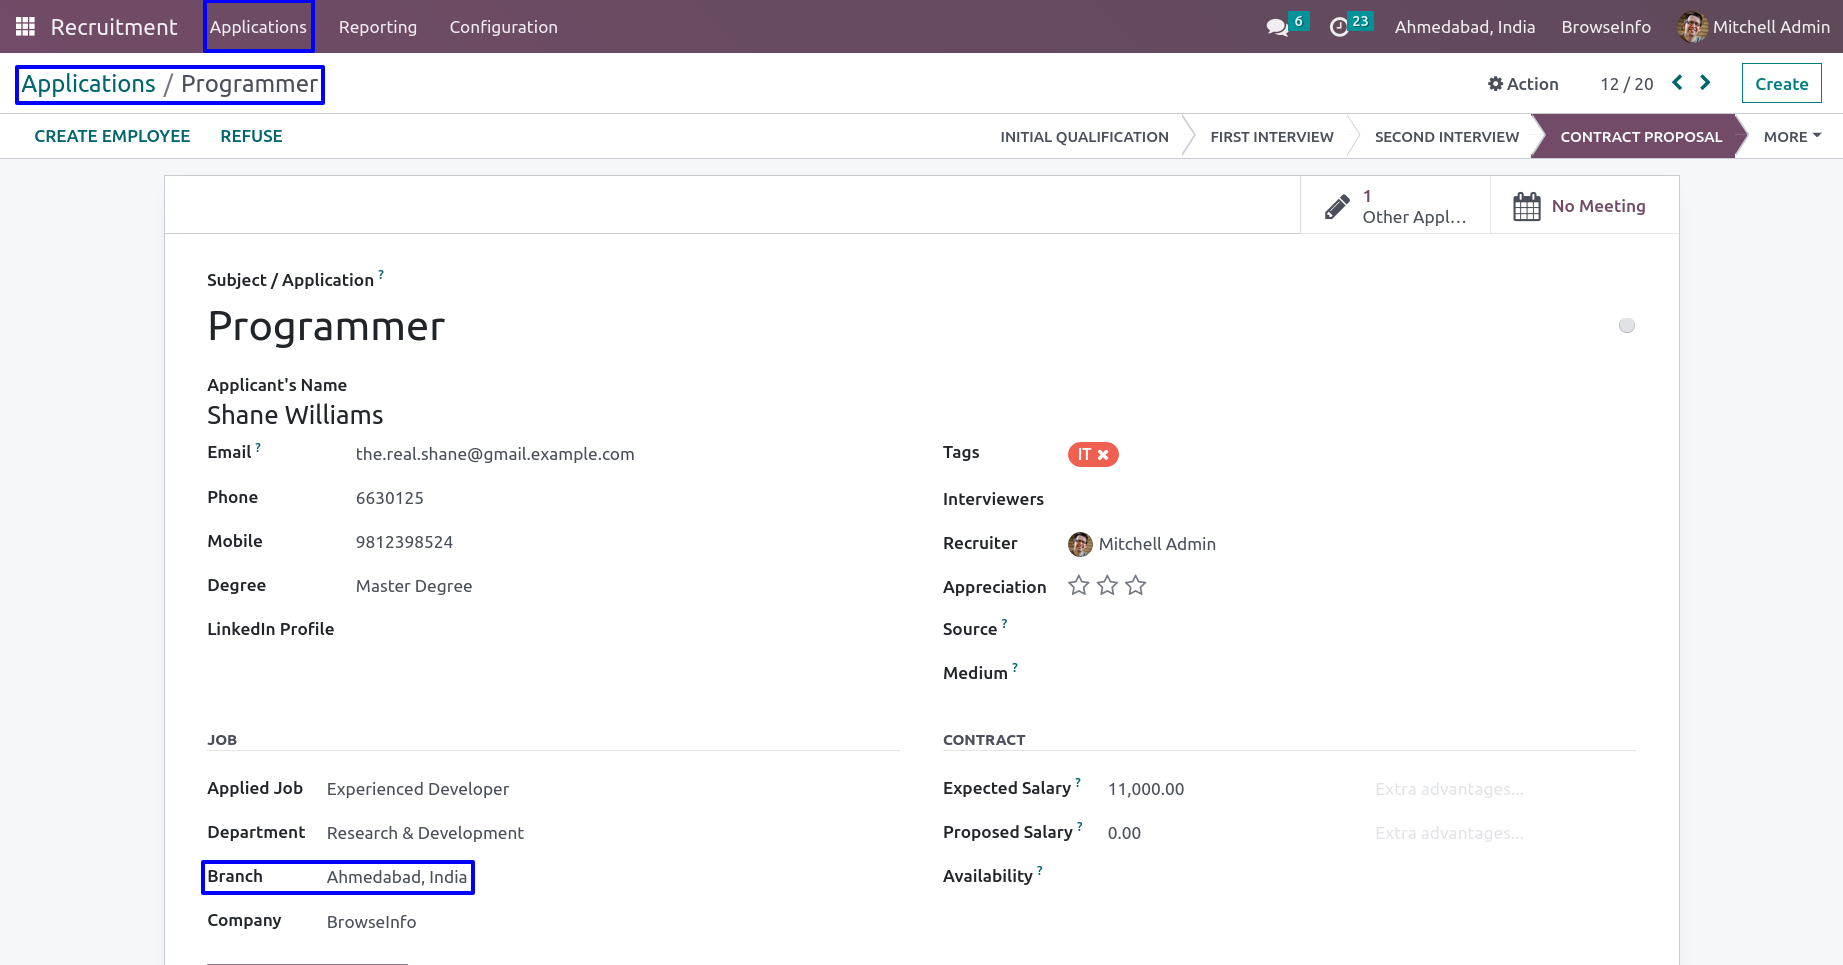 Recruitment Applications Reporting Configuration 6 23 Ahmedabad, India BrowseInfo Mitchell Admin
Applications / Programmer Action 12 / 20 Create
CREATE EMPLOYEE REFUSE INITIAL QUALIFICATION FIRST INTERVIEW SECOND INTERVIEW CONTRACT PROPOSAL MORE
1
Other Appl... No Meeting
Subject / Application ?
Programmer
Applicant's Name
Shane Williams
Email ? the.real.shane@gmail.example.com
Phone 6630125
Mobile 9812398524
Degree Master Degree
LinkedIn Profile
Tags IT
Interviewers
Recruiter Mitchell Admin
Appreciation
Source ?
Medium ?
JOB
Applied Job Experienced Developer
Department Research & Development
Branch Ahmedabad, India
Company BrowseInfo
CONTRACT
Expected Salary ? 11,000.00 Extra advantages...
Proposed Salary ? 0.00 Extra advantages...
Availability ?